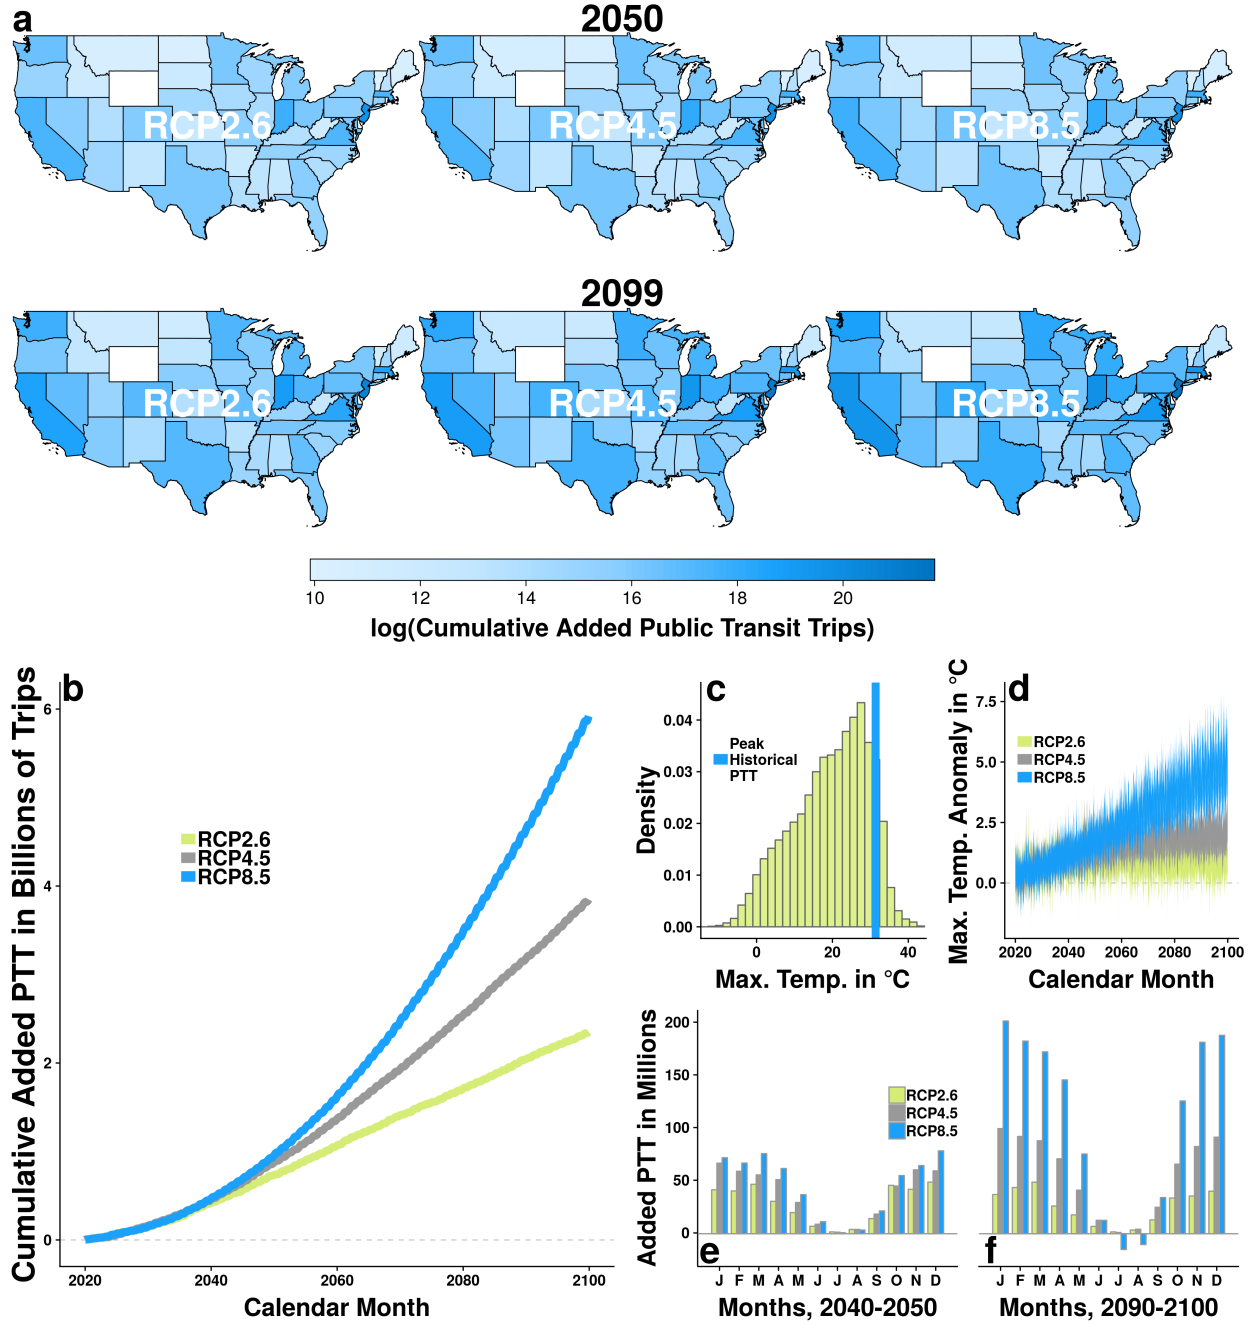 a
2050
RCP2.6
RCP4.5
RCP8.5
2099
RCP2.6
RCP4.5
RCP8.5
10 12 14 16 18 20
log(Cumulative Added Public Transit Trips)
b
Cumulative Added PTT in Billions of Trips
6
4
2
0
RCP2.6
RCP4.5
RCP8.5
2020 2040 2060 2080 2100
Calendar Month
c
Density
0.04
0.03
0.02
0.01
0.00
Peak
Historical
PTT
0 20 40
Max. Temp. in °C
d
Max. Temp. Anomaly in °C
7.5
5.0
2.5
0.0
RCP2.6
RCP4.5
RCP8.5
2020 2040 2060 2080 2100
Calendar Month
Added PTT in Millions
200
150
100
50
0
RCP2.6
RCP4.5
RCP8.5
e
J F M A M J J A S O N D
Months, 2040-2050
f
J F M A M J J A S O N D
Months, 2090-2100